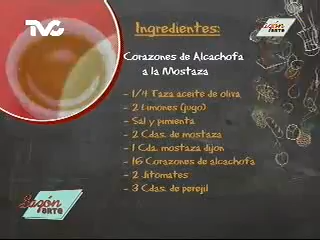 TVC
Ingredientes:
Sazón
ARTE
Corazones de Alcachofa
a la Mostaza
- 1/4 Taza aceite de oliva
- 2 Limones (jugo)
- Sal y pimienta
- 2 Cdas. de mostaza
- 1 Cda. mostaza dijon
- 16 Corazones de alcachofa
- 2 Jitomates
- 3 Cdas. de perejil
Sazón
ARTE